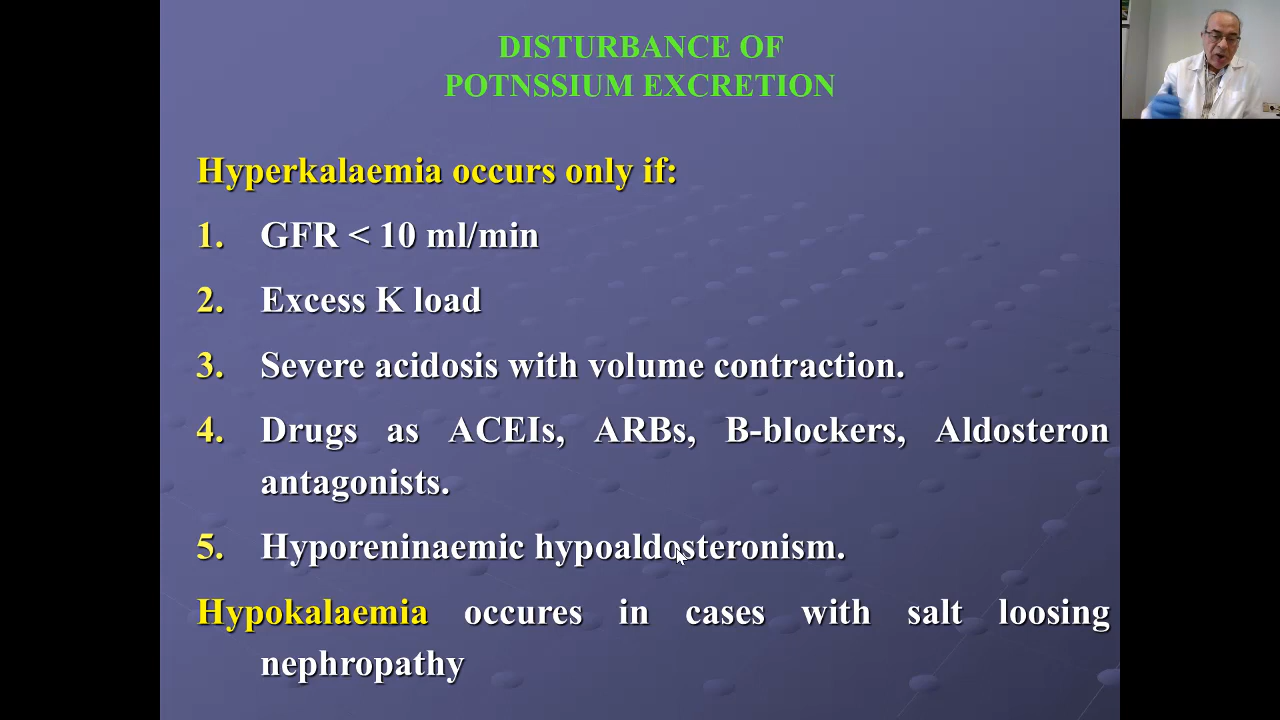 DISTURBANCE OF
POTNSSIUM EXCRETION
Hyperkalaemia occurs only if:
1. GFR < 10 ml/min
2. Excess K load
3. Severe acidosis with volume contraction.
4. Drugs as ACEIs, ARBs, B-blockers, Aldosteron
antagonists.
5. Hyporeninaemic hypoaldosteronism.
Hypokalaemia occures in cases with salt loosing
nephropathy